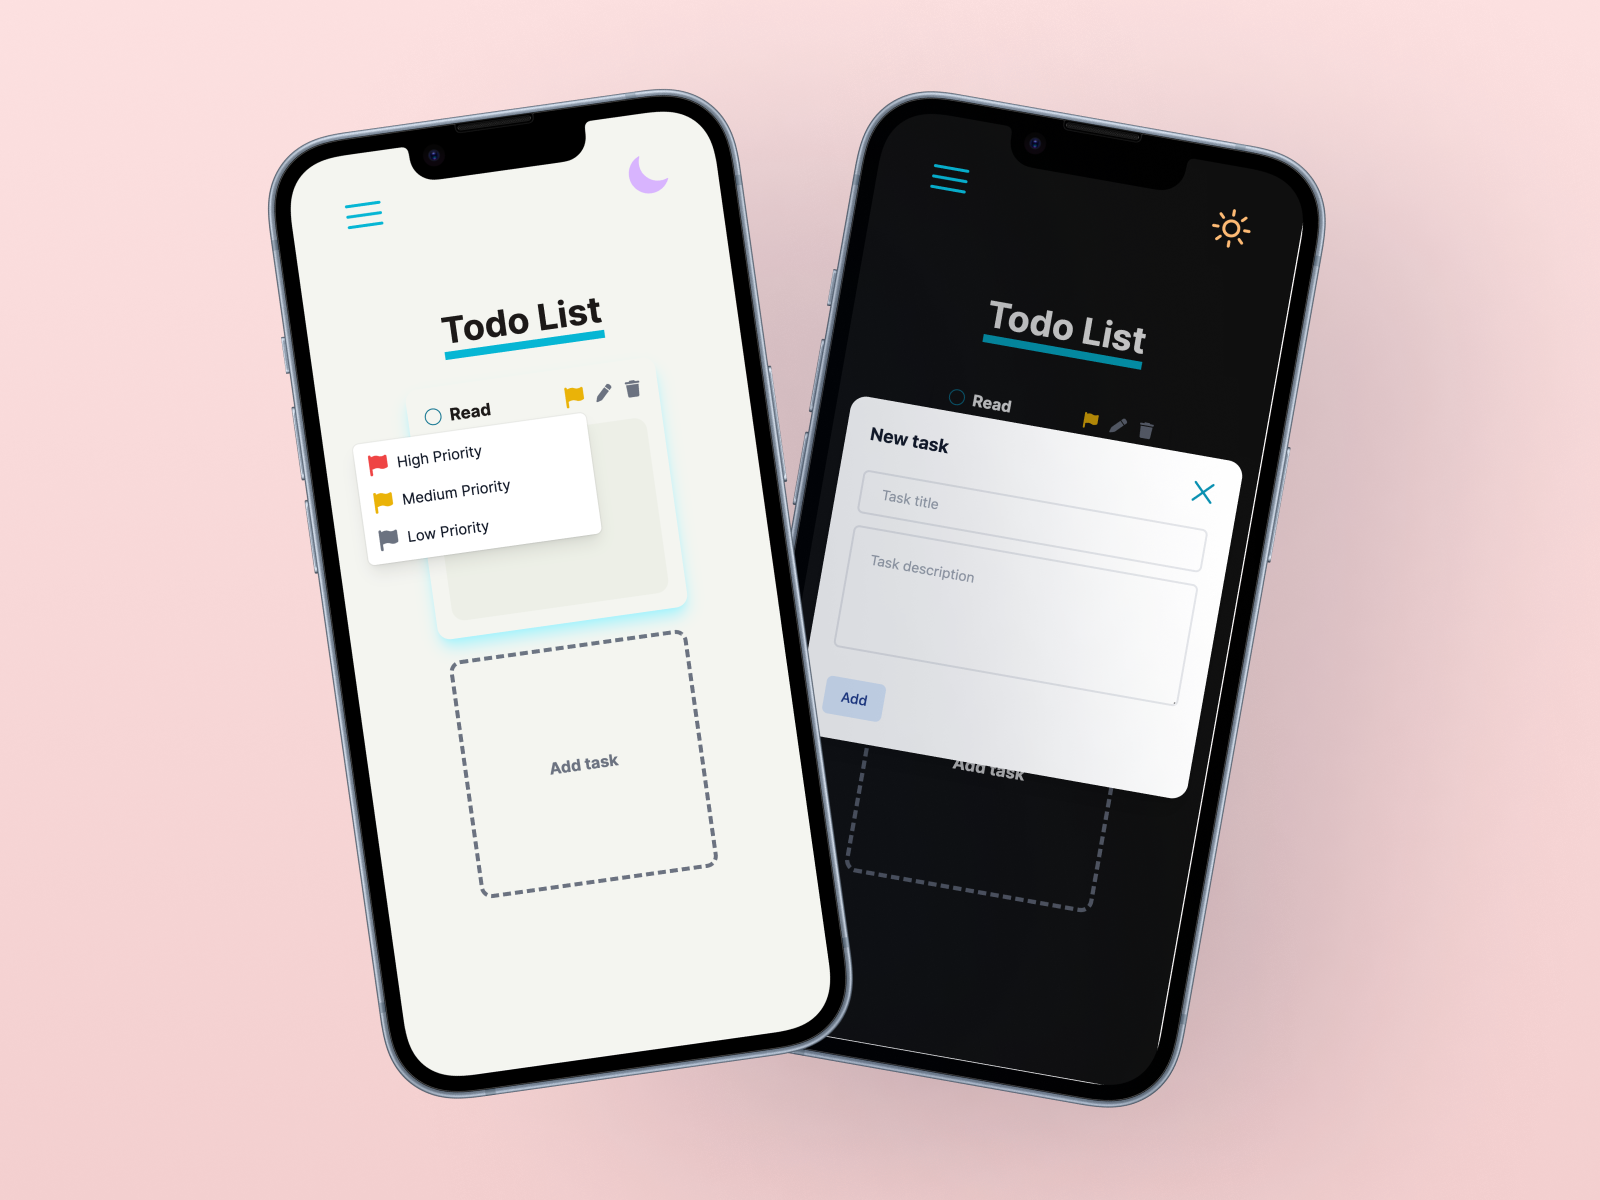 Todo List
Read
High Priority
Medium Priority
Low Priority
Add task
Todo List
Read
New task
Task title
Task description
Add
Add task